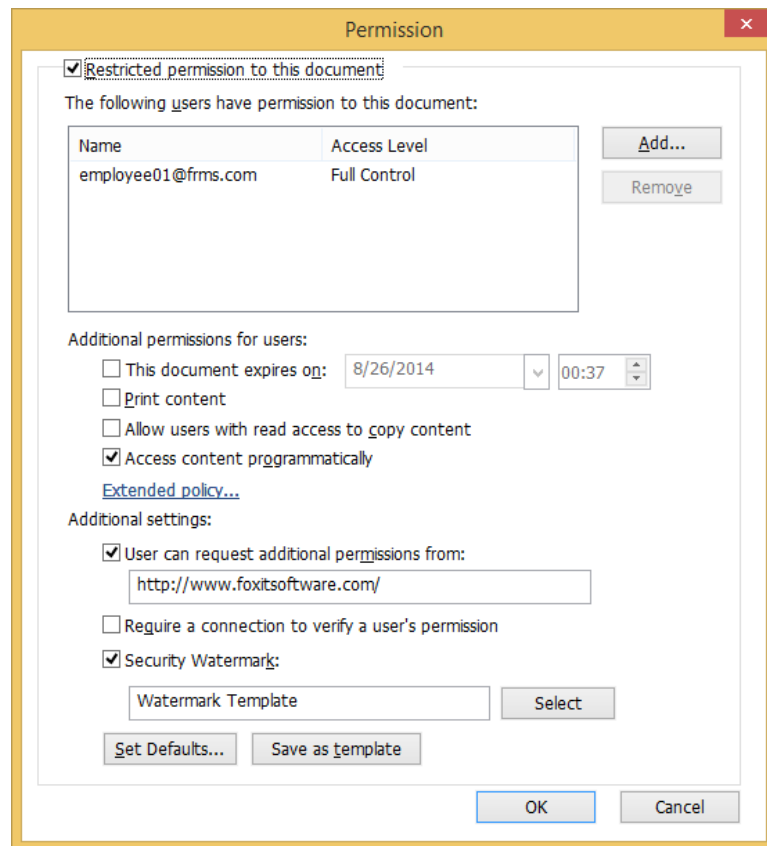 Permission
Restricted permission to this document
The following users have permission to this document:
Name Access Level Add...
employee01@frms.com Full Control Remove
Additional permissions for users:
This document expires on: 8/26/2014 00:37
Print content
Allow users with read access to copy content
Access content programmatically
Extended policy...
Additional settings:
User can request additional permissions from:
http://www.foxitsoftware.com/
Require a connection to verify a user's permission
Security Watermark:
Watermark Template Select
Set Defaults... Save as template
OK Cancel